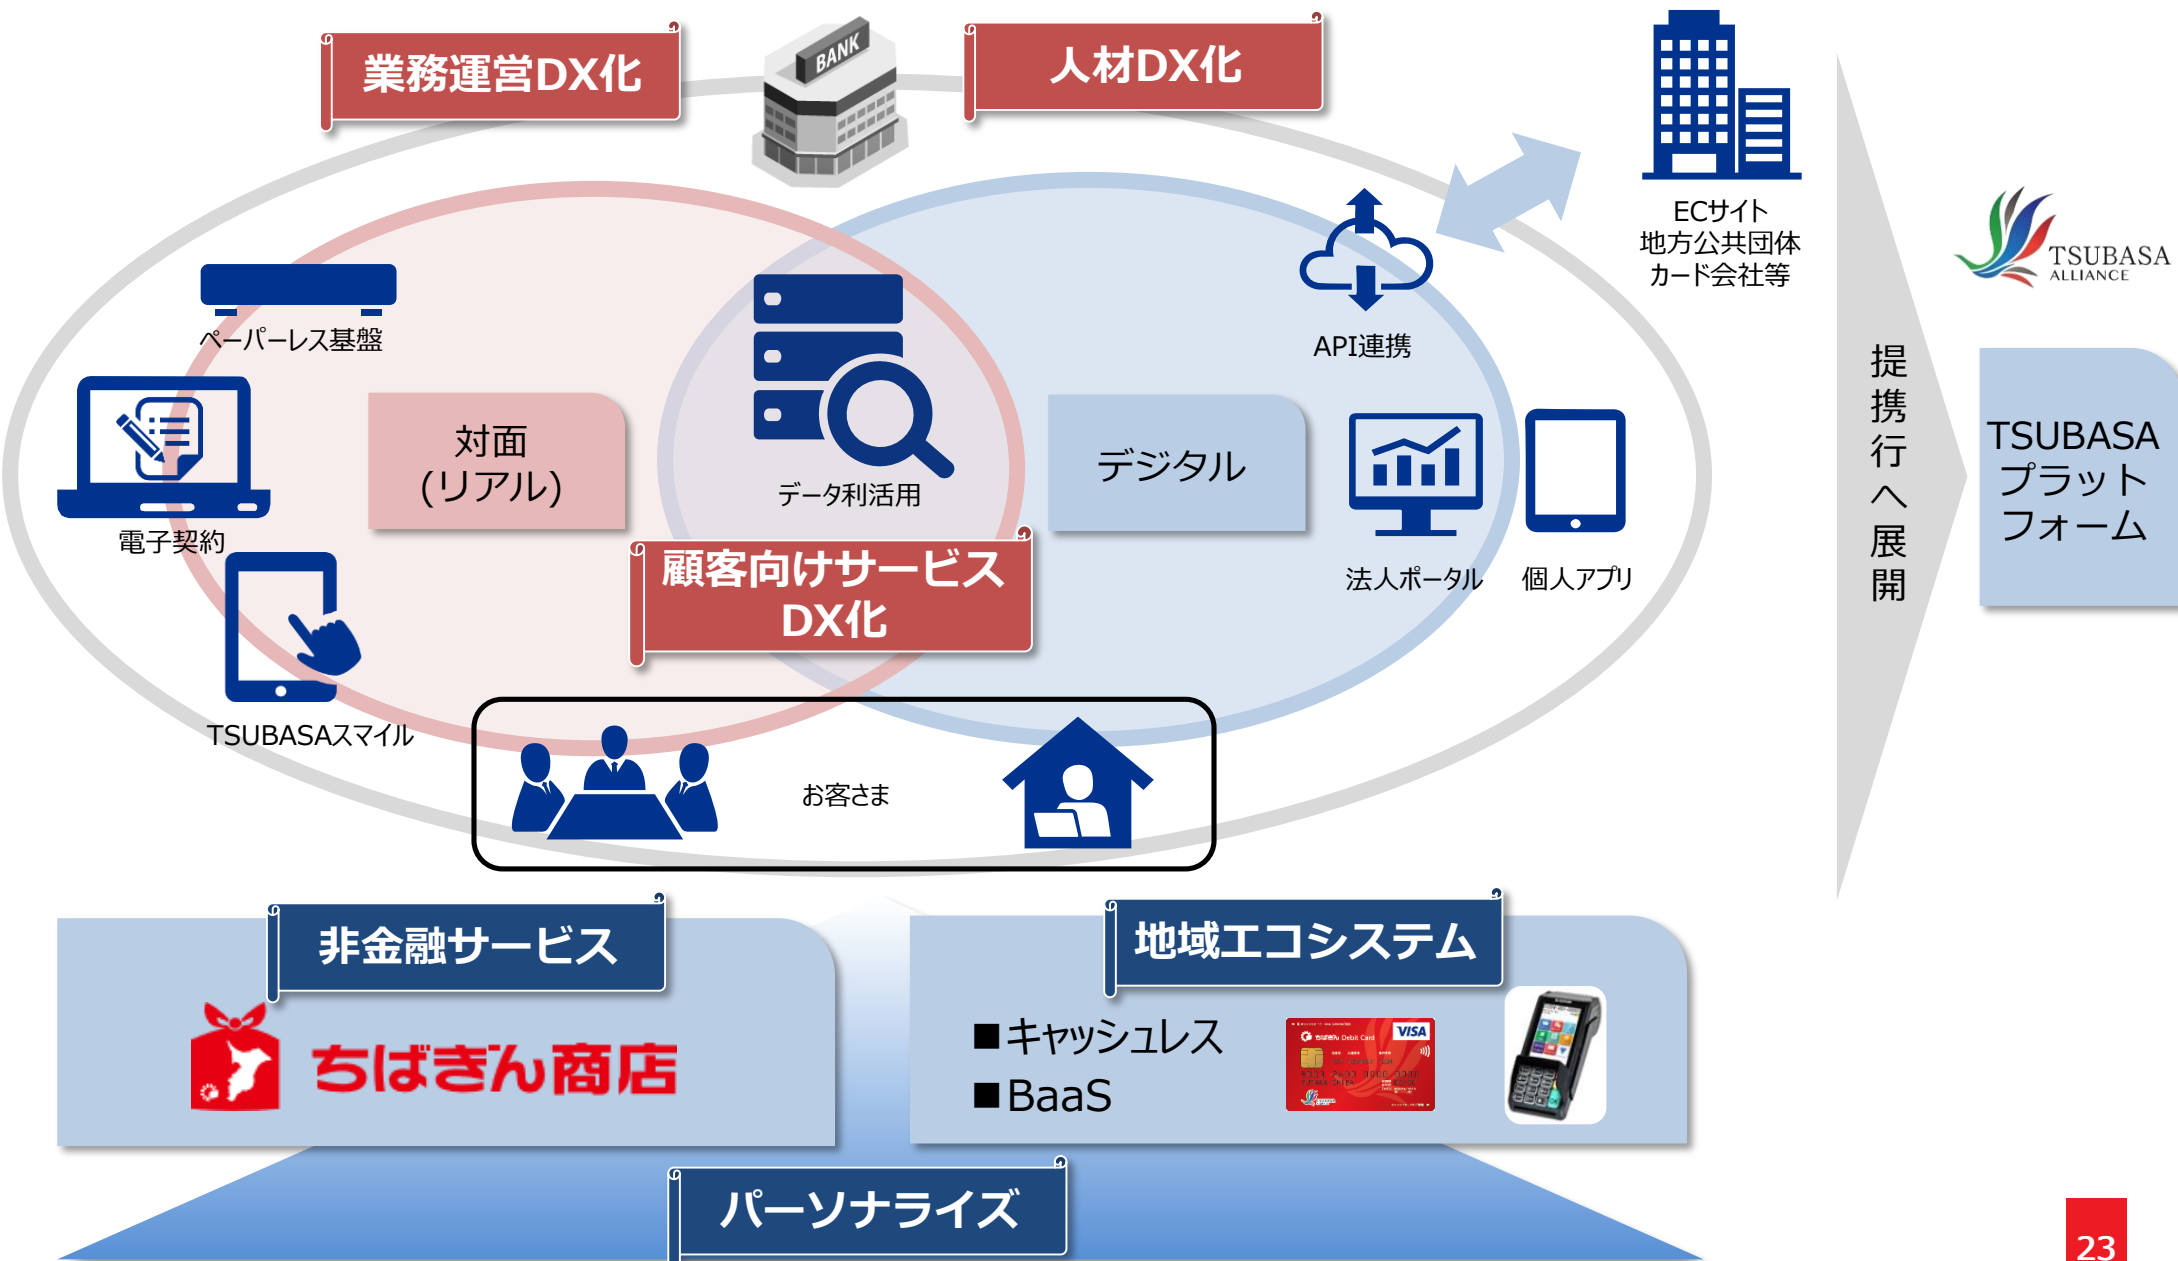 業務運営DX化
BANK
人材DX化
ECサイト
地方公共団体
カード会社等
TSUBASA
ALLIANCE
ペーパーレス基盤
API連携
対面
(リアル)
データ利活用
デジタル
電子契約
法人ポータル
個人アプリ
顧客向けサービス
DX化
TSUBASAスマイル
お客さま
提携行へ展開
TSUBASA
プラット
フォーム
非金融サービス
ちばぎん商店
地域エコシステム
■キャッシュレス
■BaaS
ちばぎん Debit Card
VISA
パーソナライズ
23